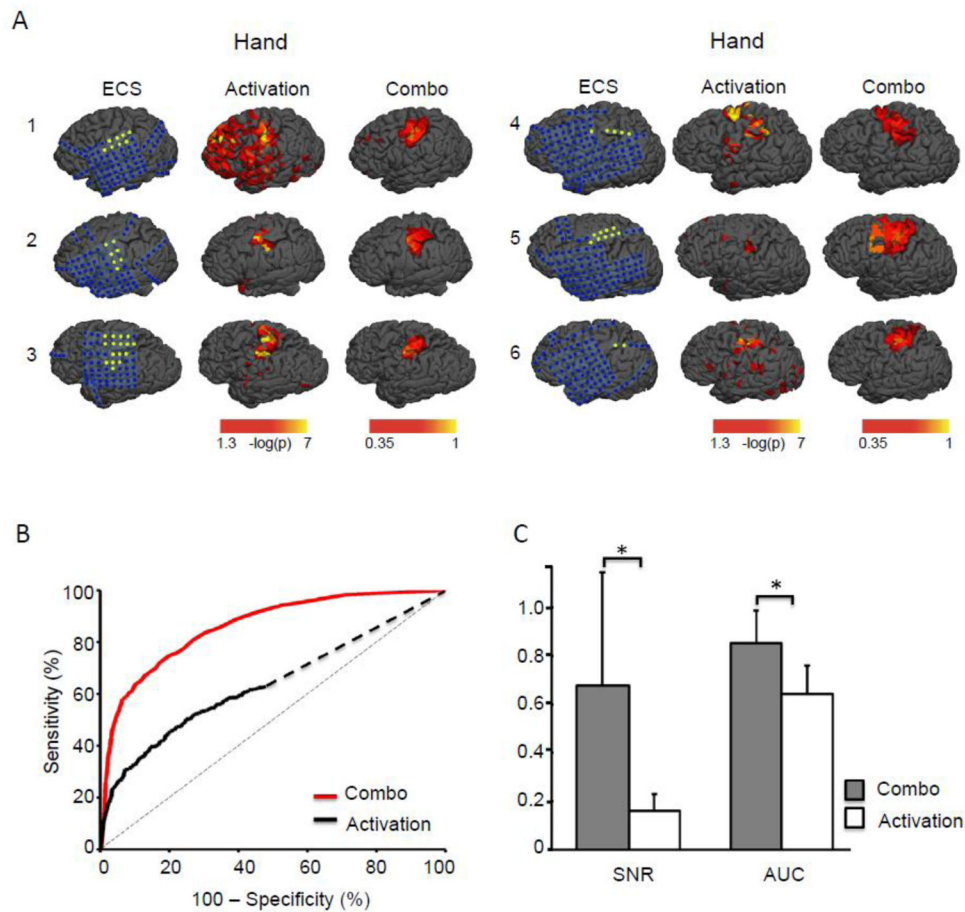 A
Hand Hand
ECS Activation Combo ECS Activation Combo
1 4
2 5
3 6
1.3 -log(p) 7 0.35 1 1.3 -log(p) 7 0.35 1
B
100
80
60
40
20
0
Sensitivity (%)
Combo
Activation
0 20 40 60 80 100
100 – Specificity (%)
C
* *
1.0
0.8
0.6
0.4
0.2
0
Combo
Activation
SNR AUC